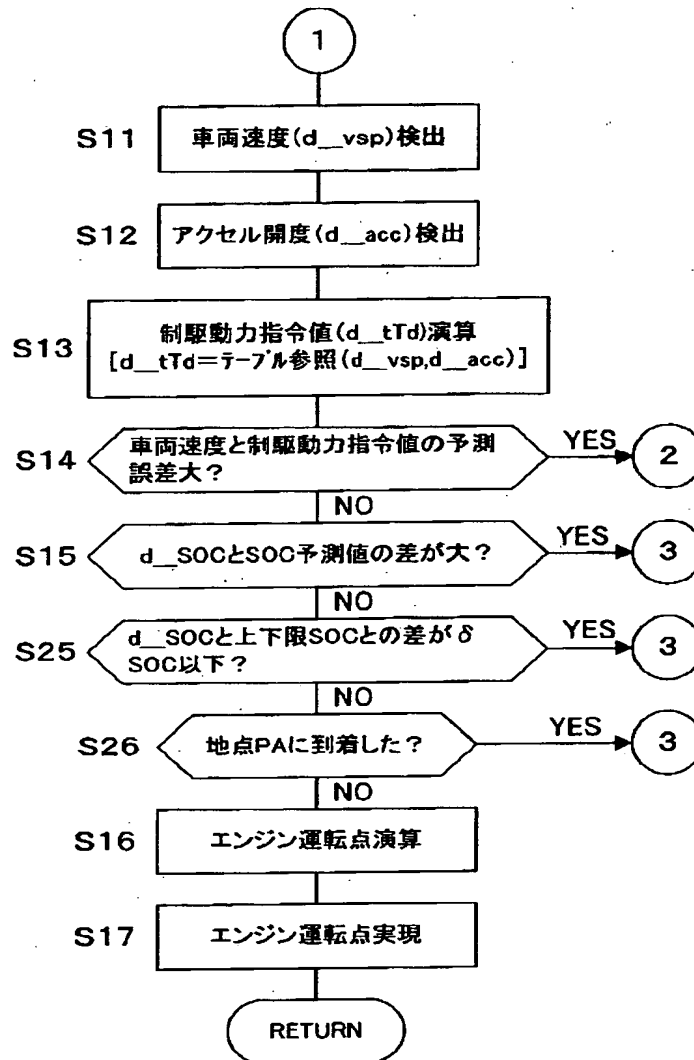 1
S11
車両速度(d__vsp)検出
S12
アクセル開度(d__acc)検出
S13
制駆動力指令値(d__tTd)演算
[d__tTd=テーブル参照(d__vsp,d__acc)]
S14
車両速度と制駆動力指令値の予測
誤差大?
YES
2
NO
S15
d__SOCとSOC予測値の差が大?
YES
3
NO
S25
d__SOCと上下限SOCとの差がδ
SOC以下?
YES
3
NO
S26
地点PAに到着した?
YES
3
NO
S16
エンジン運転点演算
S17
エンジン運転点実現
RETURN